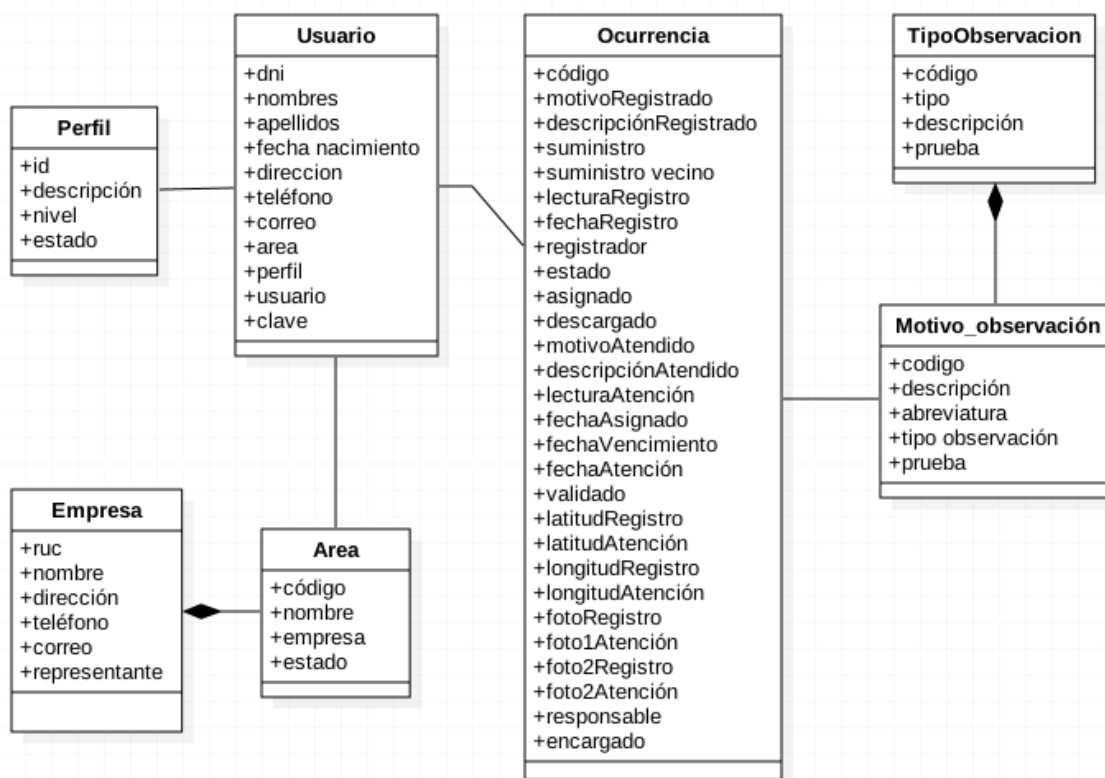 Perfil
+id
+descripción
+nivel
+estado
Usuario
+dni
+nombres
+apellidos
+fecha nacimiento
+direccion
+teléfono
+correo
+area
+perfil
+usuario
+clave
Ocurrencia
+código
+motivoRegistrado
+descripciónRegistrado
+suministro
+suministro vecino
+lecturaRegistro
+fechaRegistro
+registrador
+estado
+asignado
+descargado
+motivoAtendido
+descripciónAtendido
+lecturaAtención
+fechaAsignado
+fechaVencimiento
+fechaAtención
+validado
+latitudRegistro
+latitudAtención
+longitudRegistro
+longitudAtención
+fotoRegistro
+foto1Atención
+foto2Registro
+foto2Atención
+responsable
+encargado
TipoObservacion
+código
+tipo
+descripción
+prueba
Motivo_observación
+codigo
+descripción
+abreviatura
+tipo observación
+prueba
Empresa
+ruc
+nombre
+dirección
+teléfono
+correo
+representante
Area
+código
+nombre
+empresa
+estado